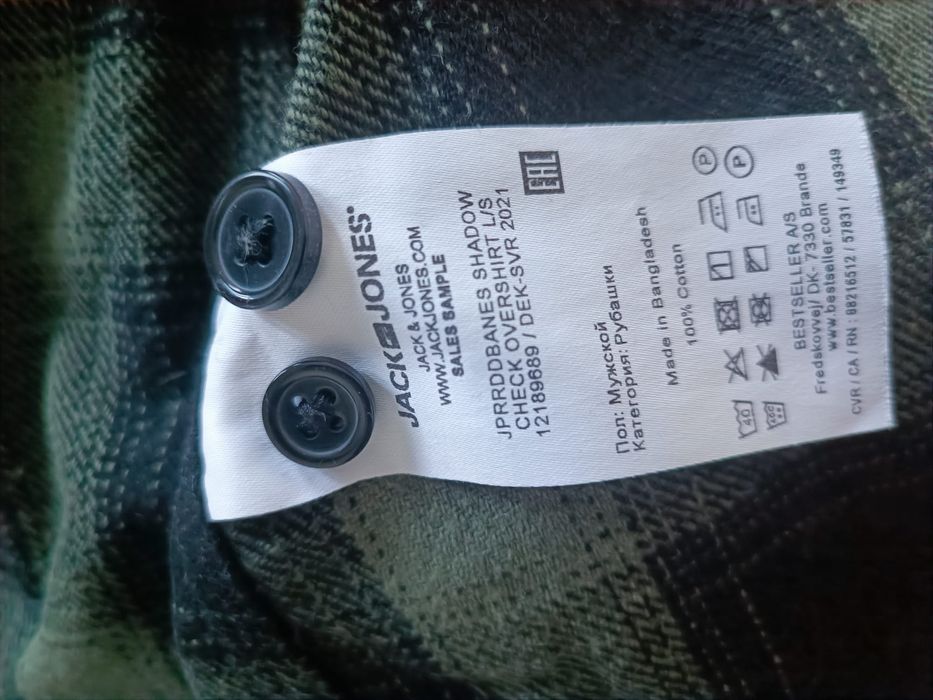 JACK & JONES®
JACK & JONES
WWW.JACKJONES.COM
SALES SAMPLE
JPRRDDBANES SHADOW
CHECK OVERSHIRT L/S
12189689 / DEK-SVR 2021
EAC
Пол: Мужской
Категория: Рубашки
Made in Bangladesh
100% Cotton
40 P
P
BESTSELLER A/S
Fredskovvej/ DK- 7330 Brande
www.bestseller.com
CVR / CA / RN : 88216512 / 57831 / 149349